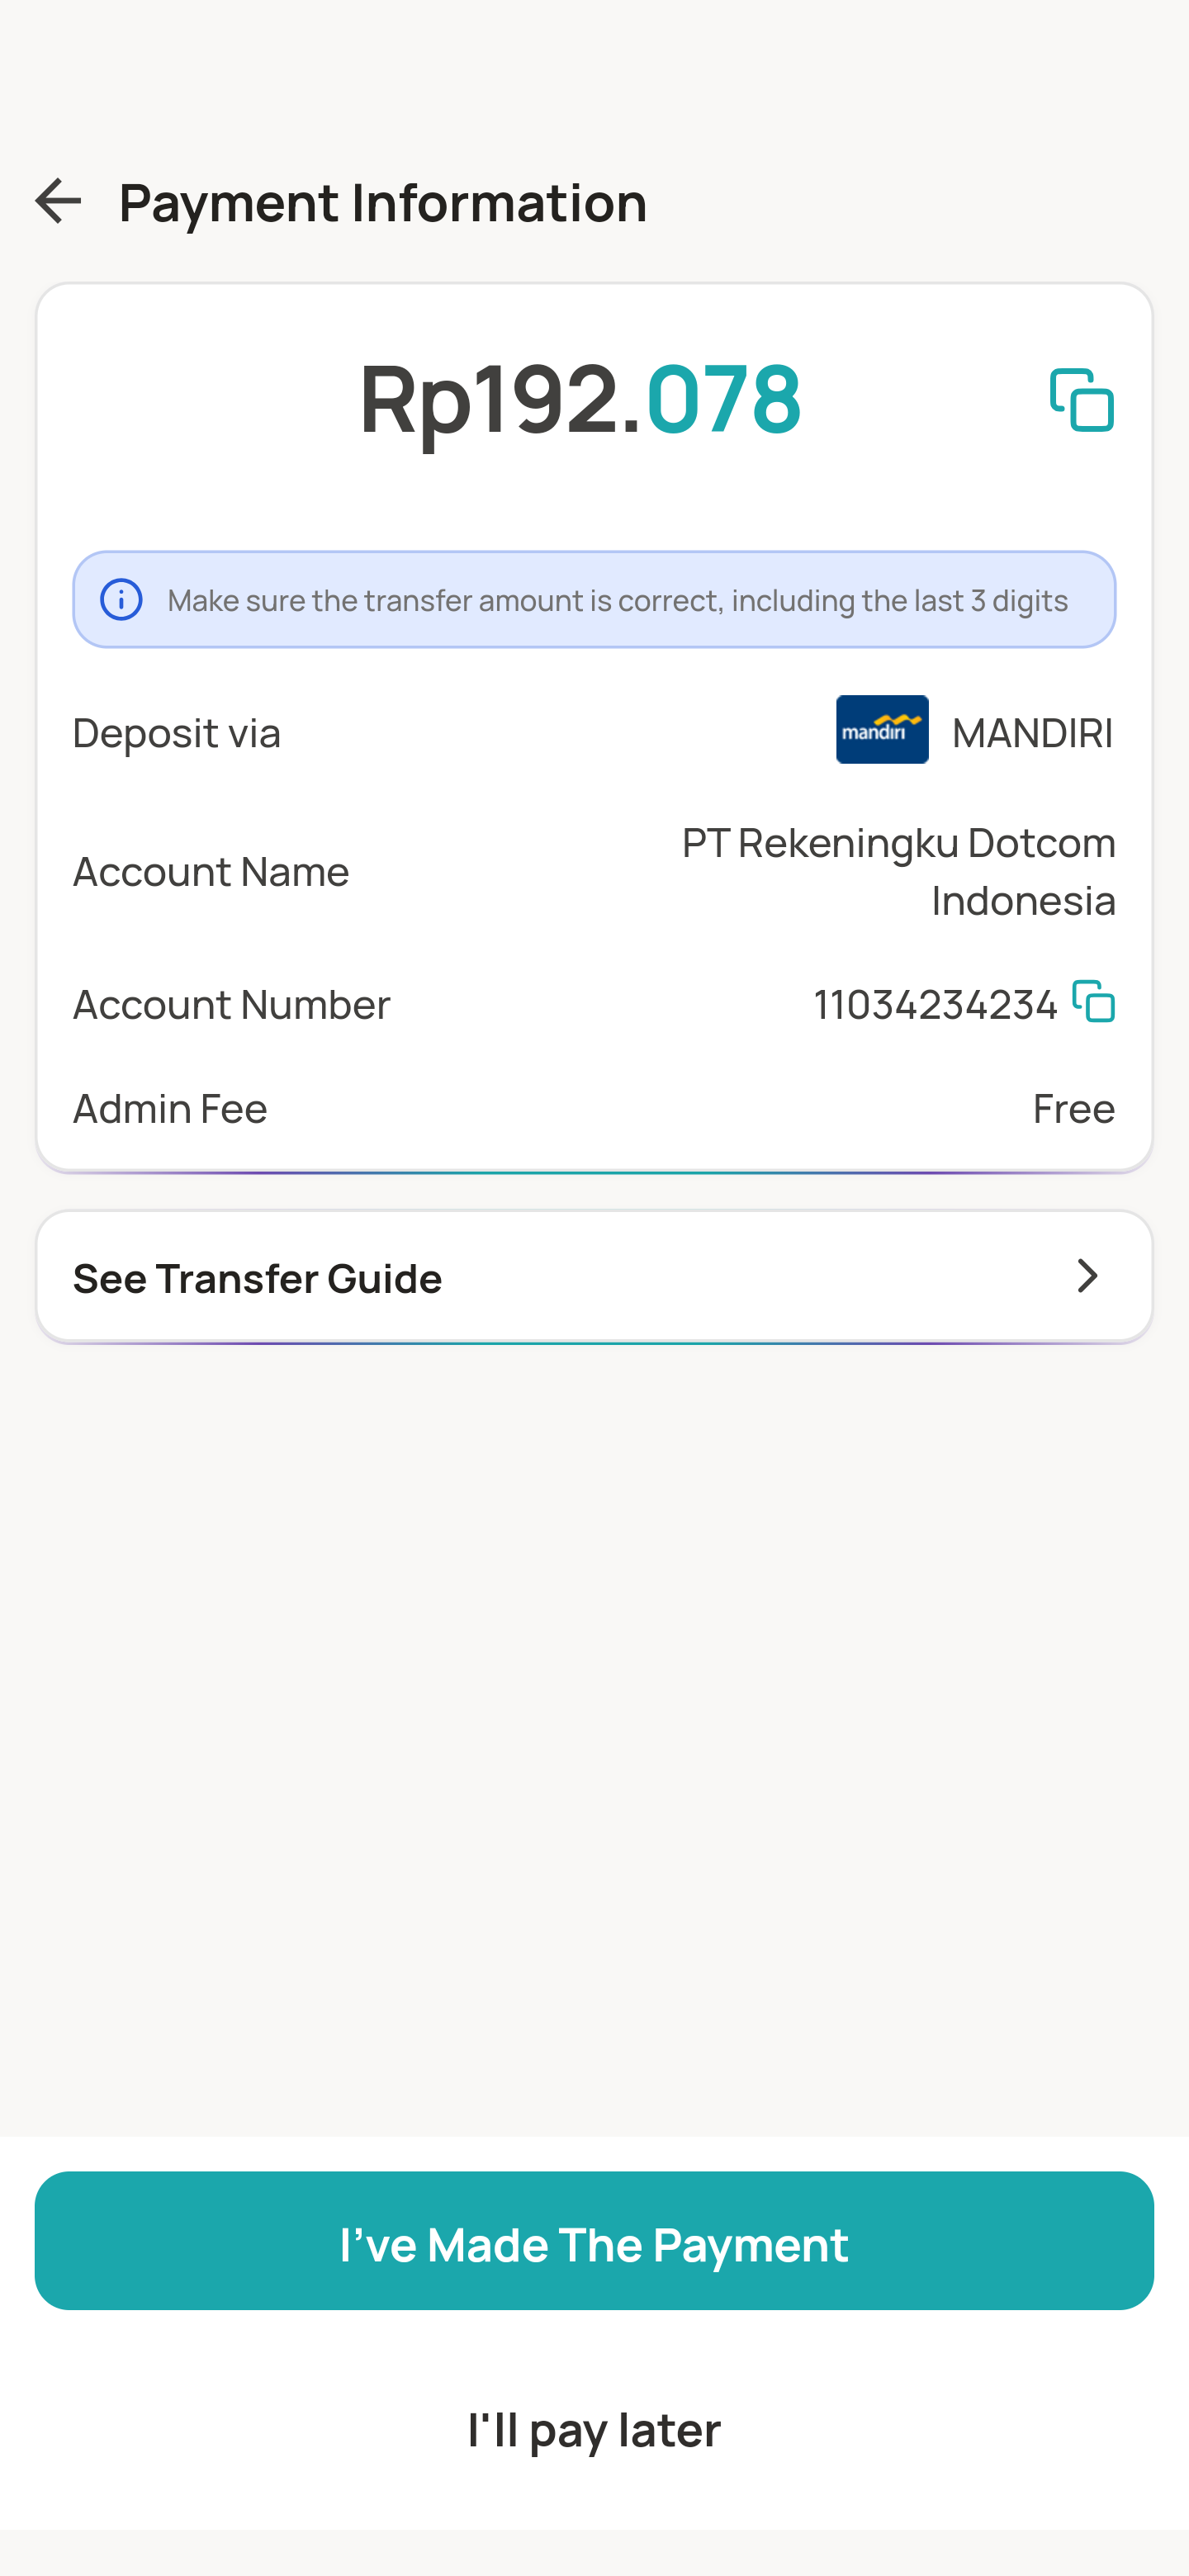 Payment Information
Rp192.078
Make sure the transfer amount is correct, including the last 3 digits
Deposit via
mandiri MANDIRI
Account Name
PT Rekeningku Dotcom
Indonesia
Account Number
11034234234
Admin Fee
Free
See Transfer Guide
I've Made The Payment
I'll pay later